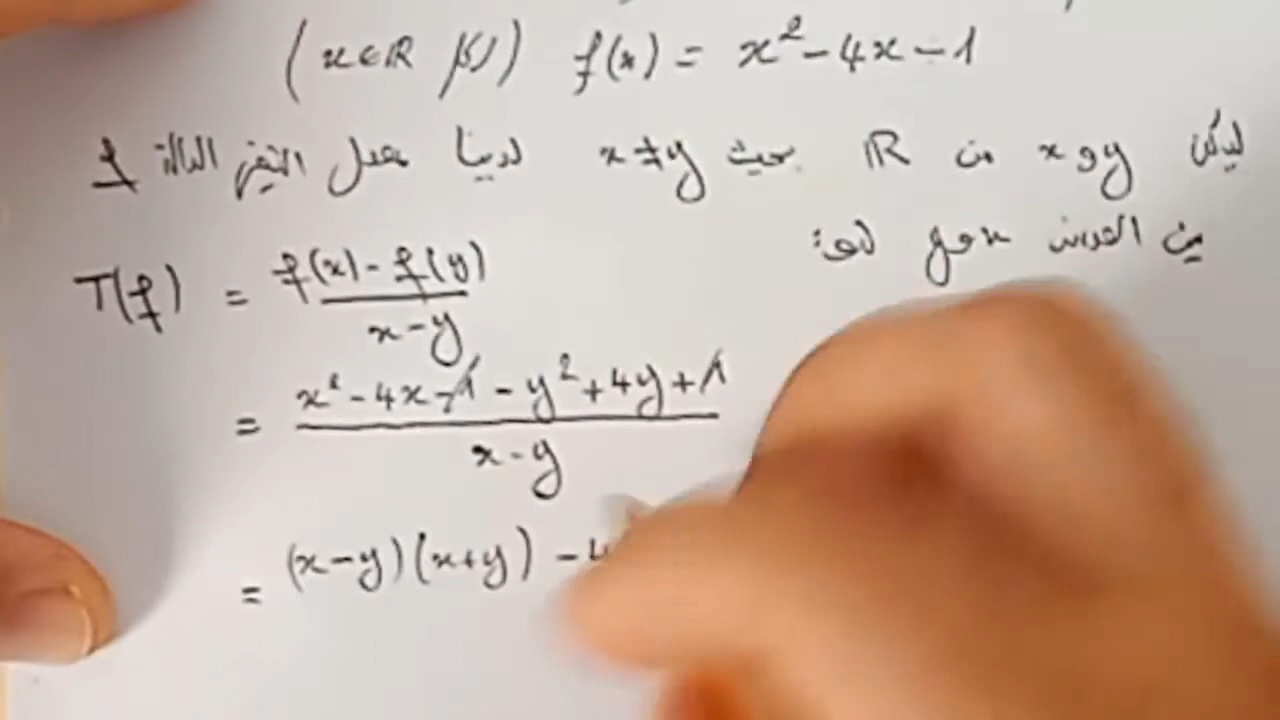 (لكل x∈ℝ) f(x) = x² - 4x - 1
ليكن x و y من ℝ بحيث x≠y لدينا معدل التغير الدالة f
بين العددين x و y هو:
T(f) = (f(x) - f(y)) / (x - y)
= (x² - 4x - 1 - y² + 4y + 1) / (x - y)
= (x-y)(x+y) - 4